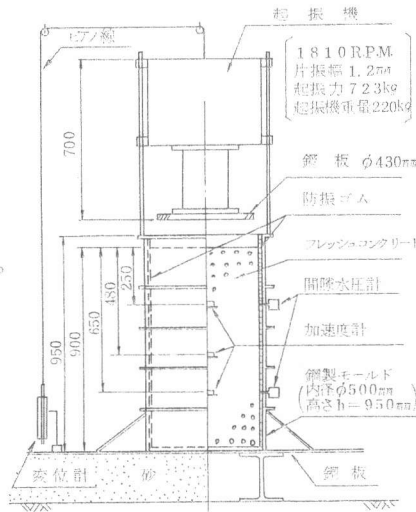 起振機
ピアノ線
1810R.P.M.
片振幅1.2mm
起振力723kg
起振機重量220kg
700
鋼板 φ430mm
防振ゴム
フレッシュコンクリート
間隙水圧計
加速度計
鋼製モールド
(内径φ500mm
高さh=950mm)
950
900
650
480
250
変位計
砂
鋼板